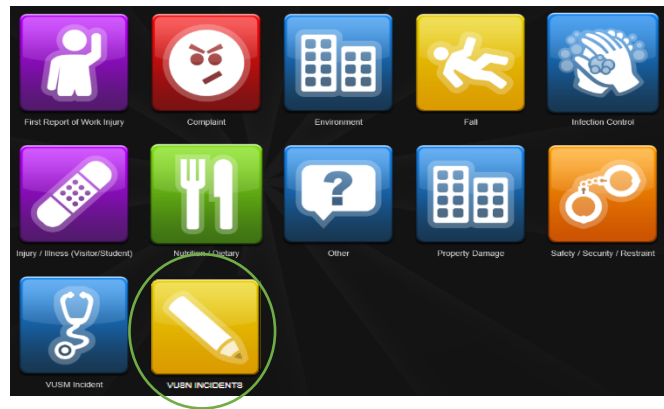 First Report of Work Injury
Complaint
Environment
Fall
Infection Control
Injury / Illness (Visitor/Student)
Nutrition / Dietary
?
Other
Property Damage
Safety / Security / Restraint
VUSM Incident
VUSN INCIDENTS